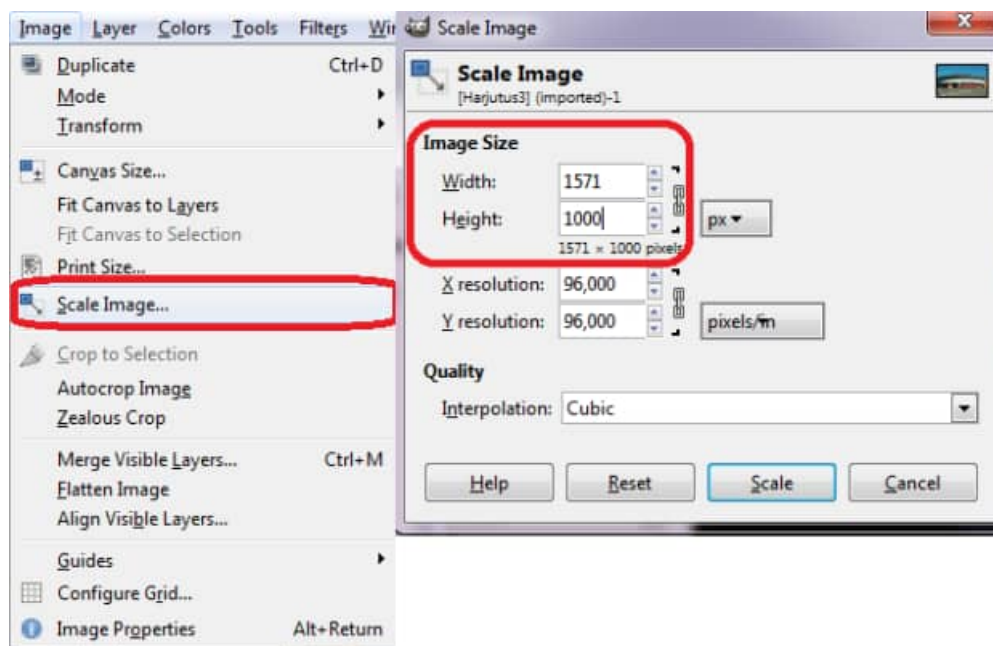 Image Layer Colors Tools Filters Wir
Duplicate Ctrl+D
Mode
Transform
Canvas Size...
Fit Canvas to Layers
Fit Canvas to Selection
Print Size...
Scale Image...
Crop to Selection
Autocrop Image
Zealous Crop
Merge Visible Layers... Ctrl+M
Flatten Image
Align Visible Layers...
Guides
Configure Grid...
Image Properties Alt+Return
Scale Image
Scale Image
[Harjutus3] (imported)-1
Image Size
Width: 1571
Height: 1000 px
1571 × 1000 pixels
X resolution: 96,000
Y resolution: 96,000 pixels/in
Quality
Interpolation: Cubic
Help Reset Scale Cancel